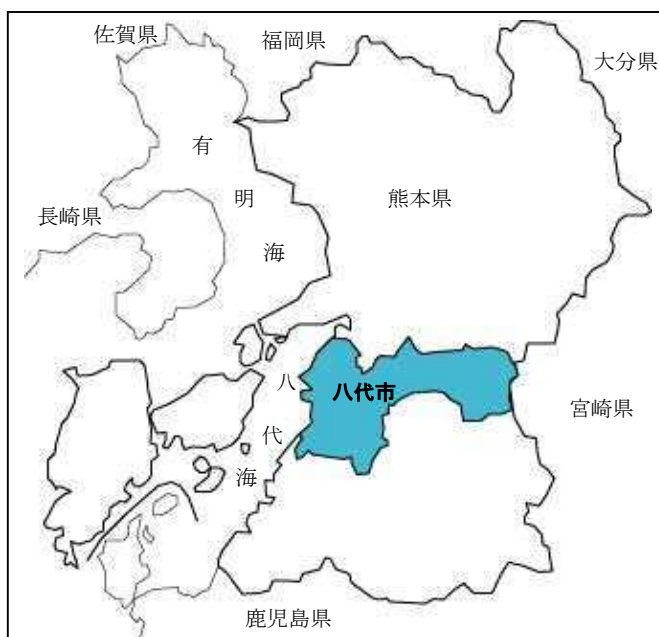 佐賀県
福岡県
大分県
有明海
長崎県
熊本県
八代市
八代海
宮崎県
鹿児島県